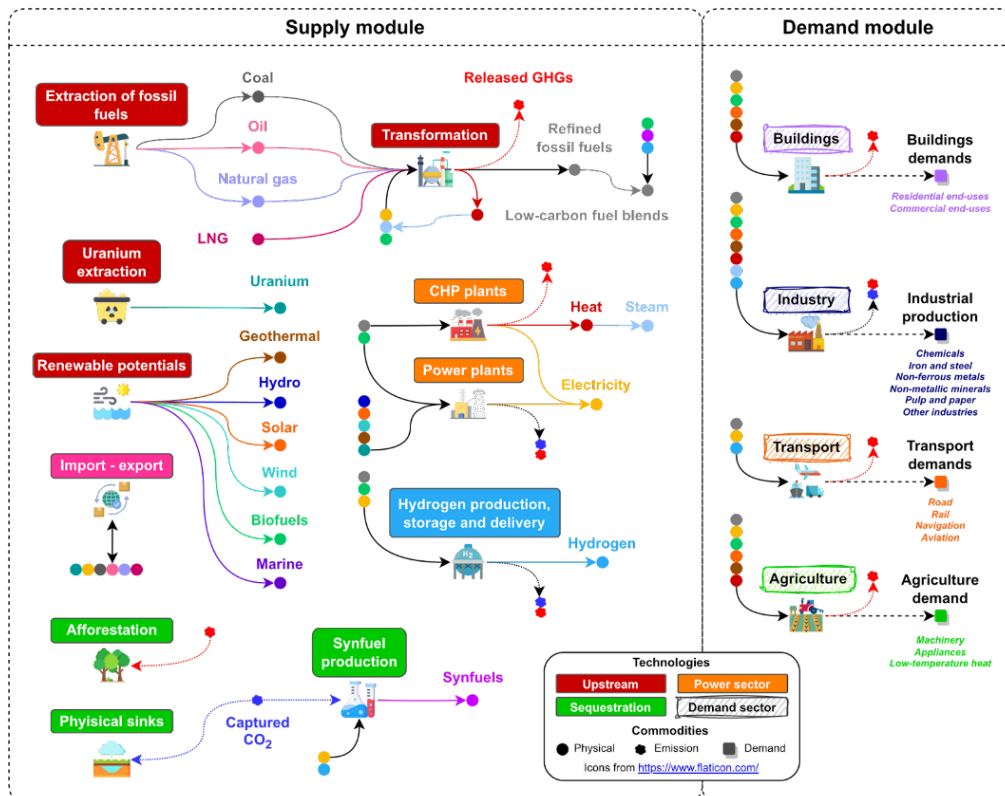 Supply module
Demand module
Extraction of fossil
fuels
Coal
Oil
Natural gas
LNG
Transformation
Released GHGs
Refined
fossil fuels
Low-carbon fuel blends
Uranium
extraction
Uranium
Renewable potentials
Geothermal
Hydro
Solar
Wind
Biofuels
Marine
Import - export
CHP plants
Heat
Steam
Power plants
Electricity
Hydrogen production,
storage and delivery
H2
Hydrogen
Afforestation
Phyisical sinks
Captured
CO2
Synfuel
production
Synfuels
Buildings
Buildings
demands
Residential end-uses
Commercial end-uses
Industry
Industrial
production
Chemicals
Iron and steel
Non-ferrous metals
Non-metallic minerals
Pulp and paper
Other industries
Transport
Transport
demands
Road
Rail
Navigation
Aviation
Agriculture
Agriculture
demand
Machinery
Appliances
Low-temperature heat
Technologies
Upstream
Power sector
Sequestration
Demand sector
Commodities
Physical
Emission
Demand
Icons from https://www.flaticon.com/